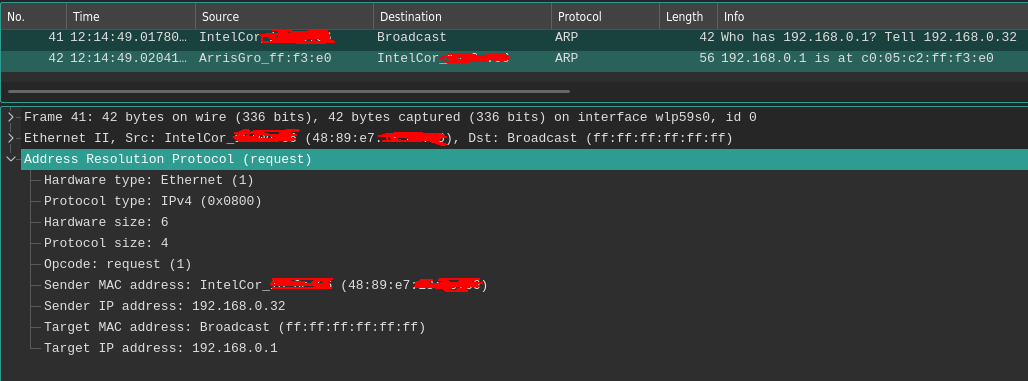 No. Time Source Destination Protocol Length Info
41 12:14:49.01780… IntelCor_ Broadcast ARP 42 Who has 192.168.0.1? Tell 192.168.0.32
42 12:14:49.02041… ArrisGro_ff:f3:e0 IntelCor_ ARP 56 192.168.0.1 is at c0:05:c2:ff:f3:e0
Frame 41: 42 bytes on wire (336 bits), 42 bytes captured (336 bits) on interface wlp59s0, id 0
Ethernet II, Src: IntelCor_ (48:89:e7: ), Dst: Broadcast (ff:ff:ff:ff:ff:ff)
Address Resolution Protocol (request)
Hardware type: Ethernet (1)
Protocol type: IPv4 (0x0800)
Hardware size: 6
Protocol size: 4
Opcode: request (1)
Sender MAC address: IntelCor_ (48:89:e7: )
Sender IP address: 192.168.0.32
Target MAC address: Broadcast (ff:ff:ff:ff:ff:ff)
Target IP address: 192.168.0.1